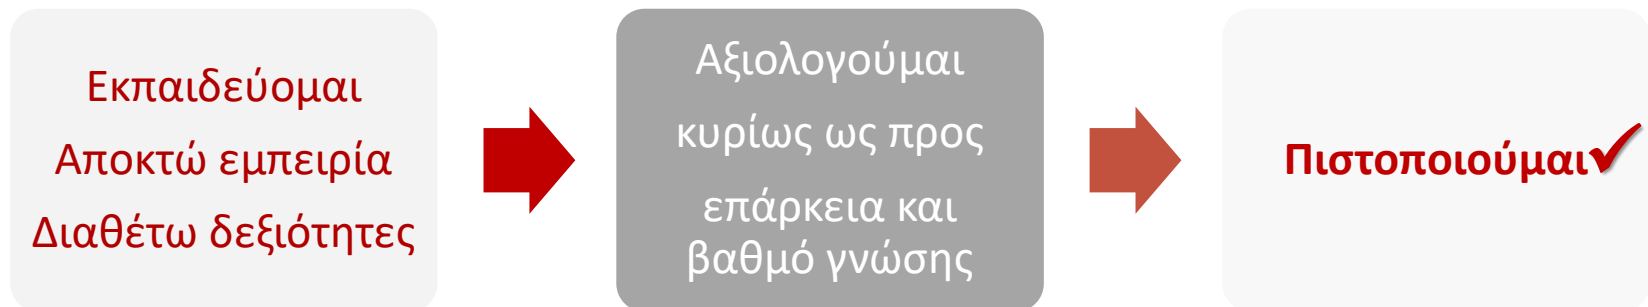 Εκπαιδεύομαι
Αποκτώ εμπειρία
Διαθέτω δεξιότητες
Αξιολογούμαι
κυρίως ως προς
επάρκεια και
βαθμό γνώσης
Πιστοποιούμαι✓